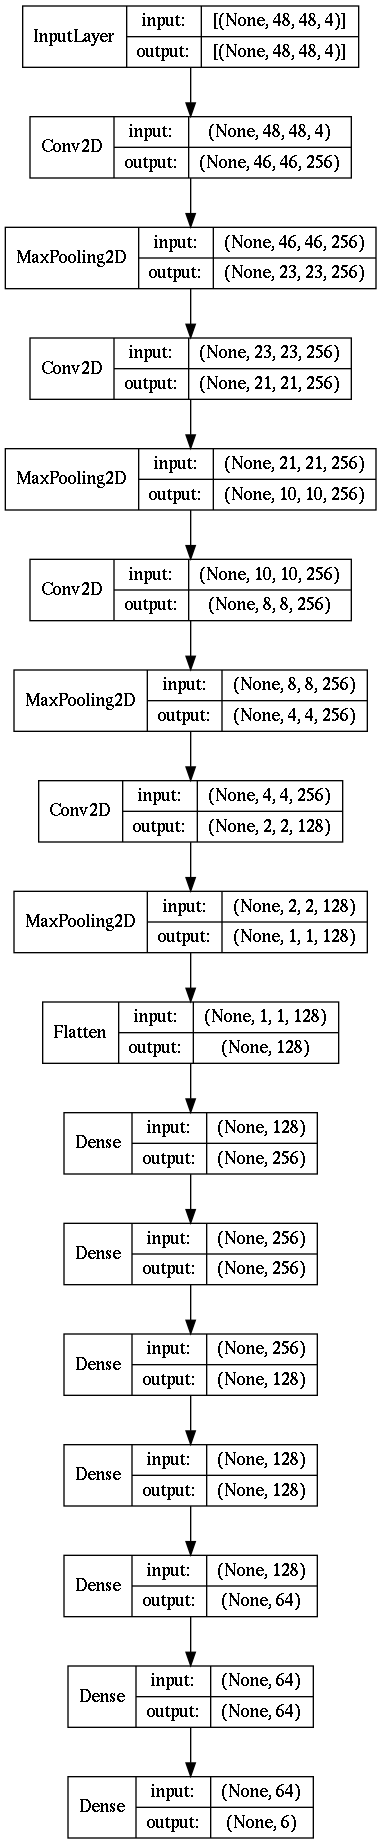 InputLayer input: [(None, 48, 48, 4)]
output: [(None, 48, 48, 4)]
Conv2D input: (None, 48, 48, 4)
output: (None, 46, 46, 256)
MaxPooling2D input: (None, 46, 46, 256)
output: (None, 23, 23, 256)
Conv2D input: (None, 23, 23, 256)
output: (None, 21, 21, 256)
MaxPooling2D input: (None, 21, 21, 256)
output: (None, 10, 10, 256)
Conv2D input: (None, 10, 10, 256)
output: (None, 8, 8, 256)
MaxPooling2D input: (None, 8, 8, 256)
output: (None, 4, 4, 256)
Conv2D input: (None, 4, 4, 256)
output: (None, 2, 2, 128)
MaxPooling2D input: (None, 2, 2, 128)
output: (None, 1, 1, 128)
Flatten input: (None, 1, 1, 128)
output: (None, 128)
Dense input: (None, 128)
output: (None, 256)
Dense input: (None, 256)
output: (None, 256)
Dense input: (None, 256)
output: (None, 128)
Dense input: (None, 128)
output: (None, 128)
Dense input: (None, 128)
output: (None, 64)
Dense input: (None, 64)
output: (None, 64)
Dense input: (None, 64)
output: (None, 6)